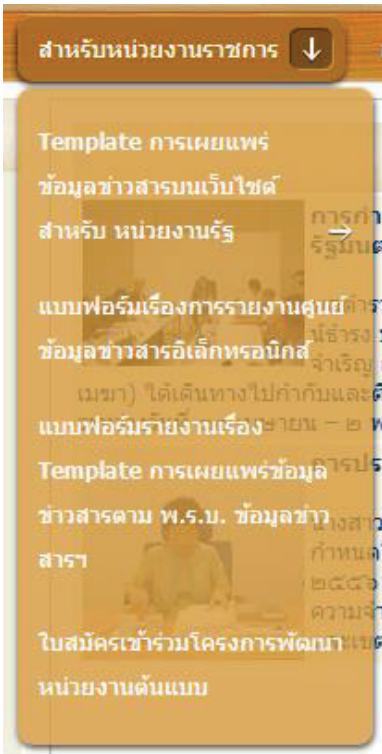 สำหรับหน่วยงานราชการ ↓
Template การเผยแพร่
ข้อมูลข่าวสารบนเว็บไซต์
สำหรับ หน่วยงานรัฐ →
แบบฟอร์มเรื่องการรายงานศูนย์
ข้อมูลข่าวสารอิเล็กทรอนิกส์
แบบฟอร์มรายงานเรื่อง
Template การเผยแพร่ข้อมูล
ข่าวสารตาม พ.ร.บ. ข้อมูลข่าว
สารฯ
ใบสมัครเข้าร่วมโครงการพัฒนา
หน่วยงานต้นแบบ